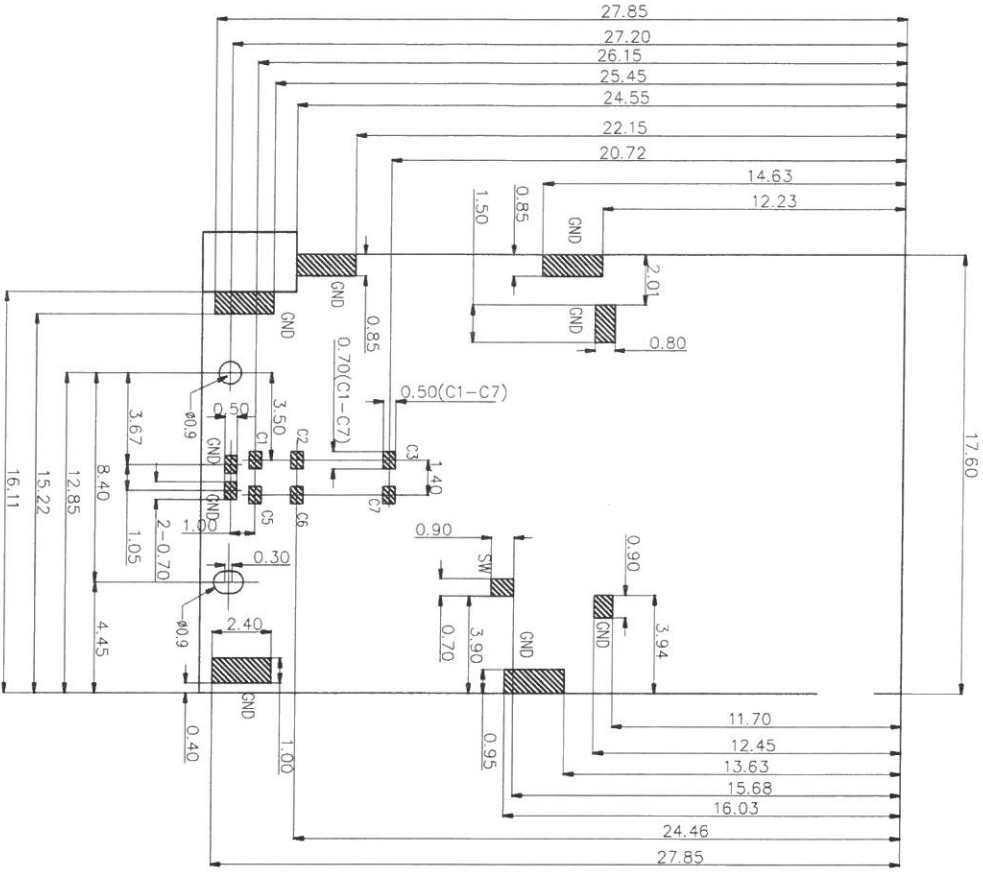 27.85
27.20
26.15
25.45
24.55
22.15
20.72
14.63
12.23
1.50
0.85
GND
2.01
GND
GND
0.85
GND
0.80
0.70(C1-C7)
0.50(C1-C7)
17.60
ø0.9
0.50
3.50
3.67
GND
C1
C2
C3
1.40
8.40
12.85
15.22
16.11
GND
C5
C6
C7
1.00
2-0.70
1.05
0.30
0.90
SW
0.90
ø0.9
2.40
4.45
0.70
3.90
GND
GND
3.94
GND
0.40
1.00
0.95
11.70
12.45
13.63
15.68
16.03
24.46
27.85